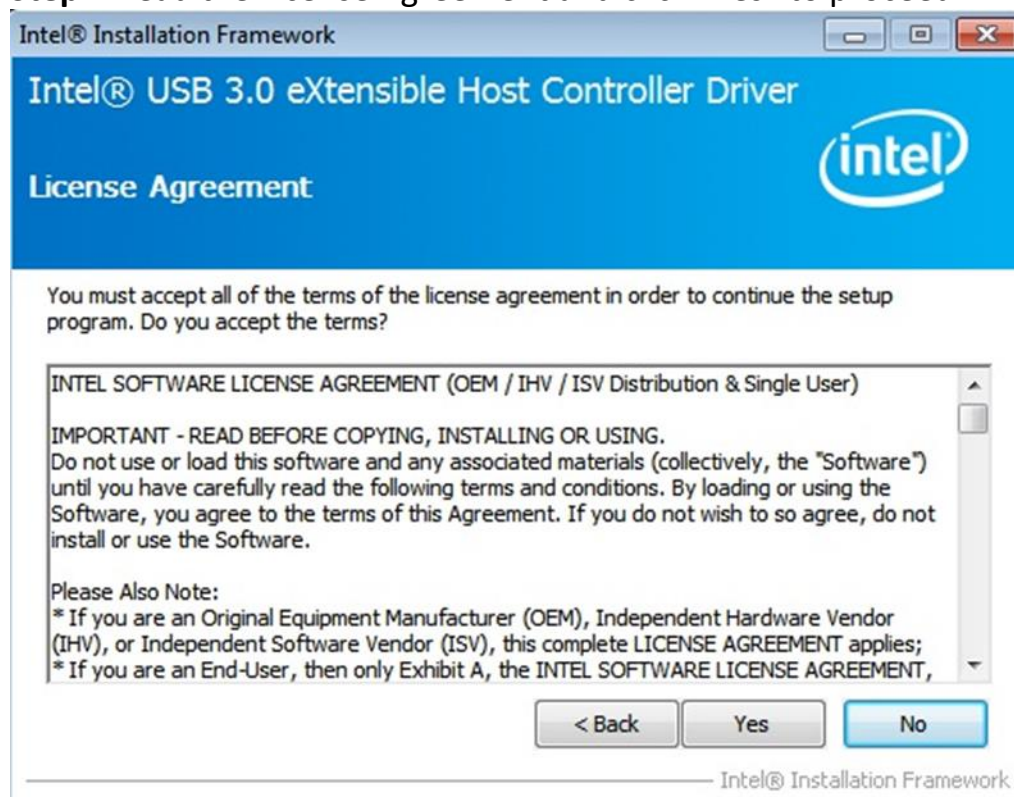 Intel® Installation Framework
Intel® USB 3.0 eXtensible Host Controller Driver
intel
License Agreement
You must accept all of the terms of the license agreement in order to continue the setup
program. Do you accept the terms?
INTEL SOFTWARE LICENSE AGREEMENT (OEM / IHV / ISV Distribution & Single User)
IMPORTANT - READ BEFORE COPYING, INSTALLING OR USING.
Do not use or load this software and any associated materials (collectively, the "Software")
until you have carefully read the following terms and conditions. By loading or using the
Software, you agree to the terms of this Agreement. If you do not wish to so agree, do not
install or use the Software.
Please Also Note:
* If you are an Original Equipment Manufacturer (OEM), Independent Hardware Vendor
(IHV), or Independent Software Vendor (ISV), this complete LICENSE AGREEMENT applies;
* If you are an End-User, then only Exhibit A, the INTEL SOFTWARE LICENSE AGREEMENT,
< Back Yes No
Intel® Installation Framework